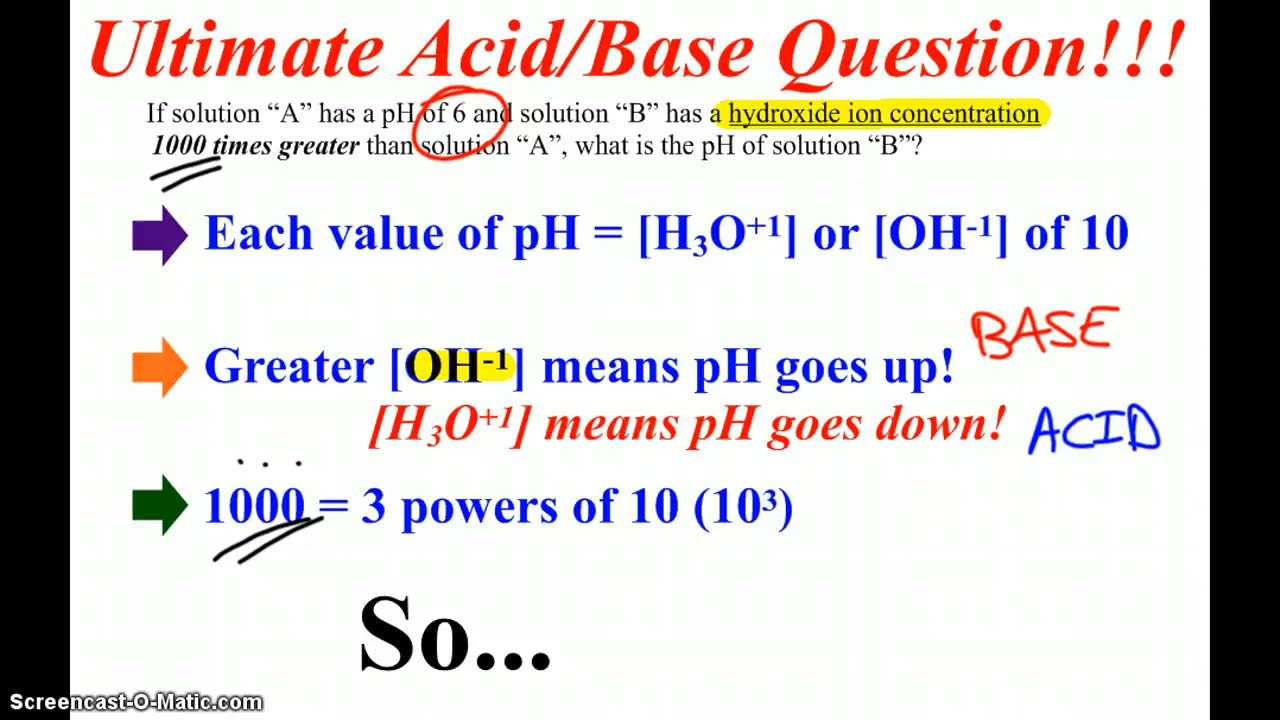 Ultimate Acid/Base Question!!!
If solution “A” has a pH of 6 and solution “B” has a hydroxide ion concentration
1000 times greater than solution “A”, what is the pH of solution “B”?
Each value of pH = [H₃O⁺¹] or [OH⁻¹] of 10
BASE
Greater [OH⁻¹] means pH goes up!
[H₃O⁺¹] means pH goes down!
ACID
1000 = 3 powers of 10 (10³)
So...
Screencast-O-Matic.com